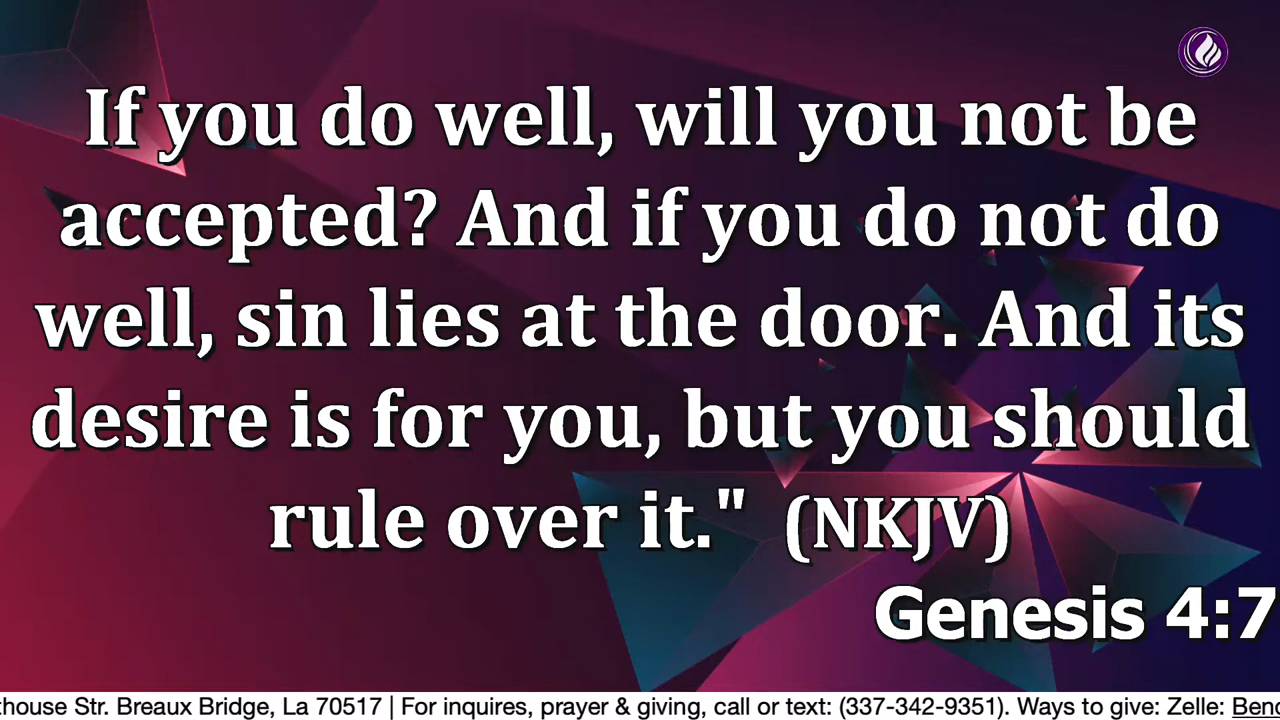 If you do well, will you not be
accepted? And if you do not do
well, sin lies at the door. And its
desire is for you, but you should
rule over it." (NKJV)
Genesis 4:7
Str. Breaux Bridge, La 70517 | For inquires, prayer & giving, call or text: (337-342-9351). Ways to give: Zelle: